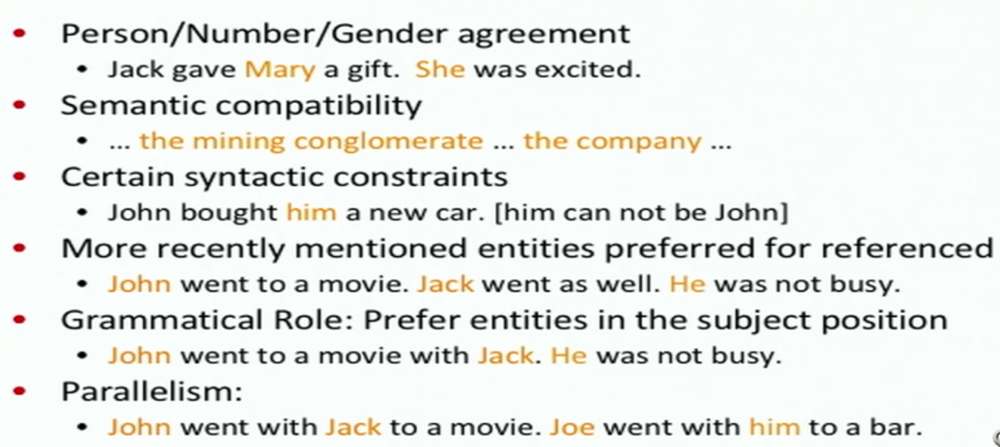 • Person/Number/Gender agreement
• Jack gave Mary a gift. She was excited.
• Semantic compatibility
• ... the mining conglomerate ... the company ...
• Certain syntactic constraints
• John bought him a new car. [him can not be John]
• More recently mentioned entities preferred for referenced
• John went to a movie. Jack went as well. He was not busy.
• Grammatical Role: Prefer entities in the subject position
• John went to a movie with Jack. He was not busy.
• Parallelism:
• John went with Jack to a movie. Joe went with him to a bar.